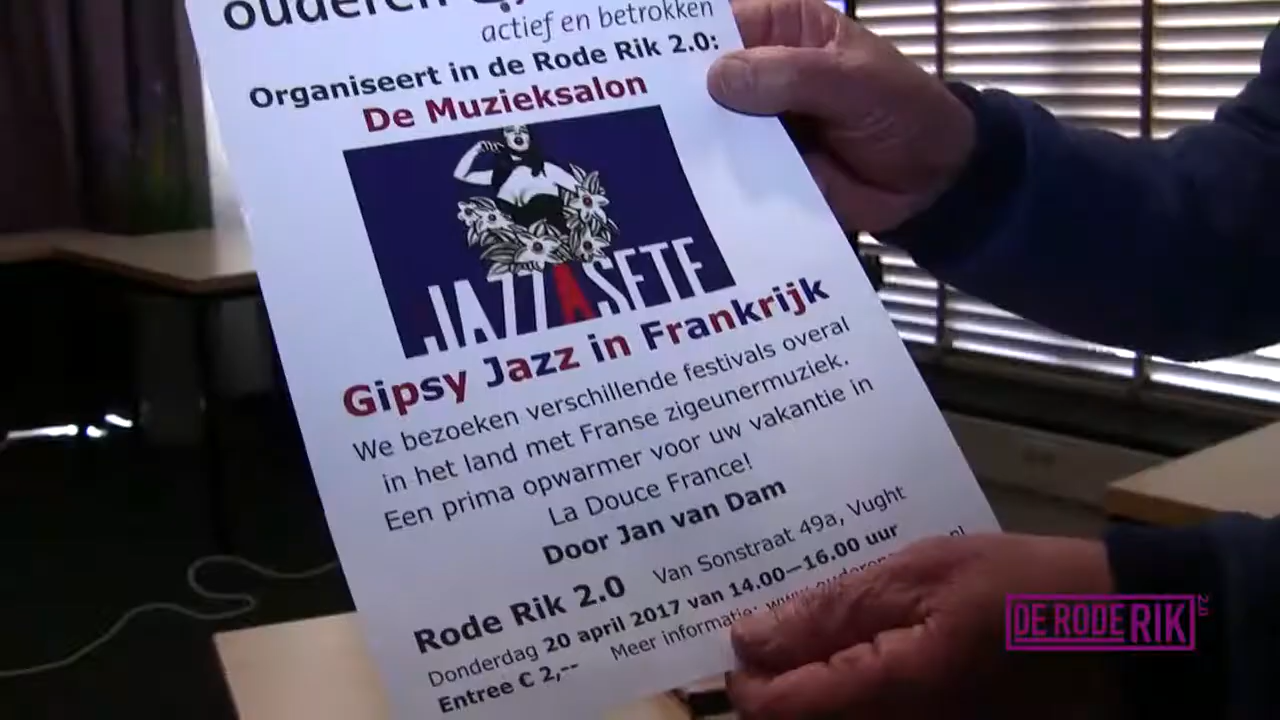 ouderen
actief en betrokken
Organiseert in de Rode Rik 2.0:
De Muzieksalon
JAZZASETE
Gipsy Jazz in Frankrijk
We bezoeken verschillende festivals overal
in het land met Franse zigeunermuziek.
Een prima opwarmer voor uw vakantie in
La Douce France!
Door Jan van Dam
Rode Rik 2.0 Van Sonstraat 49a, Vught
Donderdag 20 april 2017 van 14.00—16.00 uur
Entree € 2,-- Meer informatie:
DE RODE RIK 2.0